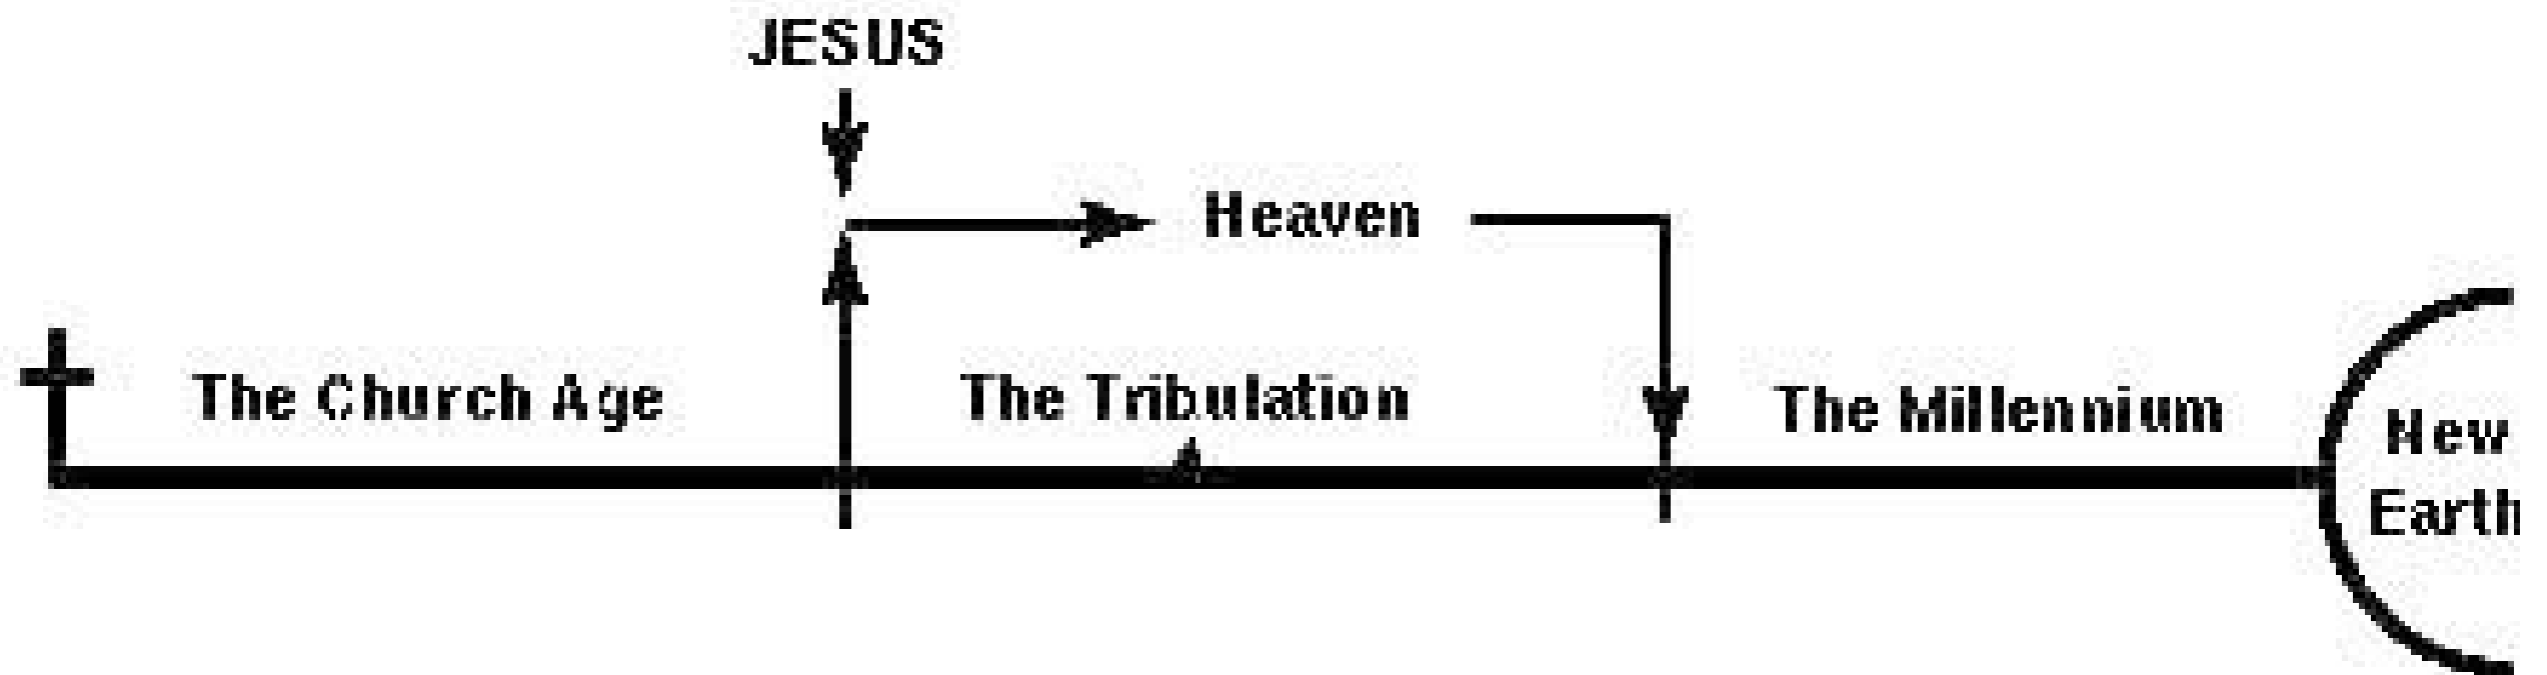 JESUS
Heaven
The Church Age
The Tribulation
The Millennium
New
Earth